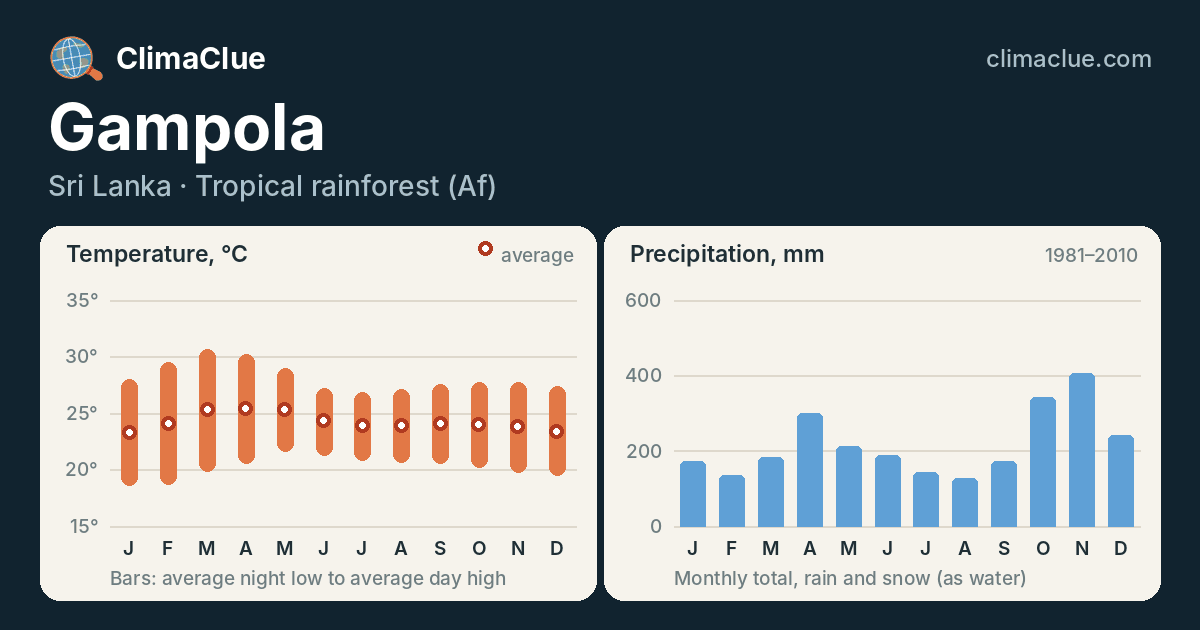 ClimaClue
climaclue.com
Gampola
Sri Lanka · Tropical rainforest (Af)
Temperature, °C
average
35°
30°
25°
20°
15°
J F M A M J J A S O N D
Bars: average night low to average day high
Precipitation, mm
1981–2010
600
400
200
0
J F M A M J J A S O N D
Monthly total, rain and snow (as water)